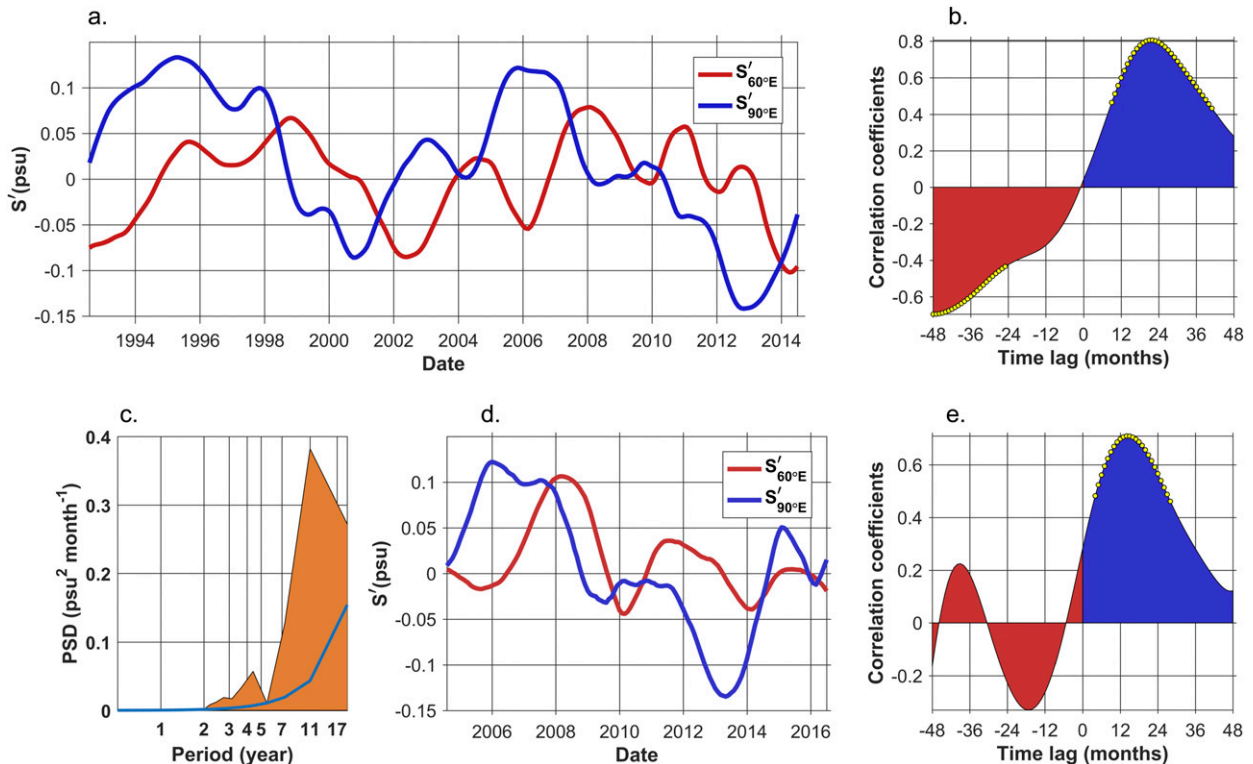 a.
S′(psu)
0.1
0.05
0
-0.05
-0.1
-0.15
1994 1996 1998 2000 2002 2004 2006 2008 2010 2012 2014
Date
S′60°E
S′90°E
b.
Correlation coefficients
0.8
0.6
0.4
0.2
0
-0.2
-0.4
-0.6
-48 -36 -24 -12 0 12 24 36 48
Time lag (months)
c.
PSD (psu² month⁻¹)
0.4
0.3
0.2
0.1
0
1 2 3 4 5 7 11 17
Period (year)
d.
S′(psu)
0.1
0.05
0
-0.05
-0.1
-0.15
2006 2008 2010 2012 2014 2016
Date
S′60°E
S′90°E
e.
Correlation coefficients
0.6
0.4
0.2
0
-0.2
-48 -36 -24 -12 0 12 24 36 48
Time lag (months)